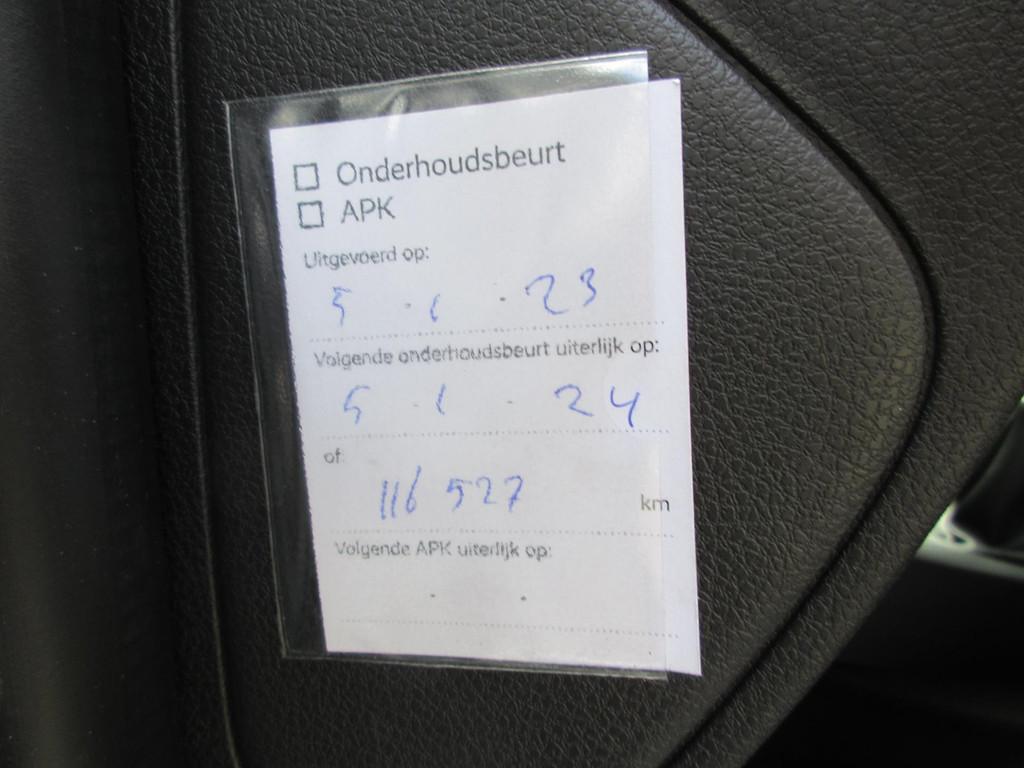 Onderhoudsbeurt
APK
Uitgevoerd op:
5 - 1 - 23
Volgende onderhoudsbeurt uiterlijk op:
5 - 1 - 24
of:
116 527 km
Volgende APK uiterlijk op:
- -